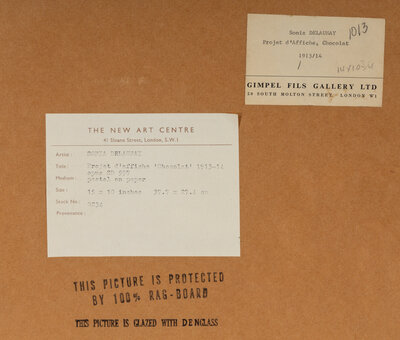 Sonia DELAUNAY
Projet d'Affiche, Chocolat
1913/14
1013
GIMPEL FILS GALLERY LTD
30 SOUTH MOLTON STREET, LONDON W1
THE NEW ART CENTRE
41 Sloane Street, London, S.W.1
Artist : SONIA DELAUNAY
Date : Projet d'affiche 'Chocolat' 1913-14
Medium : pastel on paper
Size : 15 x 10 inches
Stock No :
Provenance :
THIS PICTURE IS PROTECTED
BY 100% RAG-BOARD
THIS PICTURE IS GLAZED WITH DENGLASS